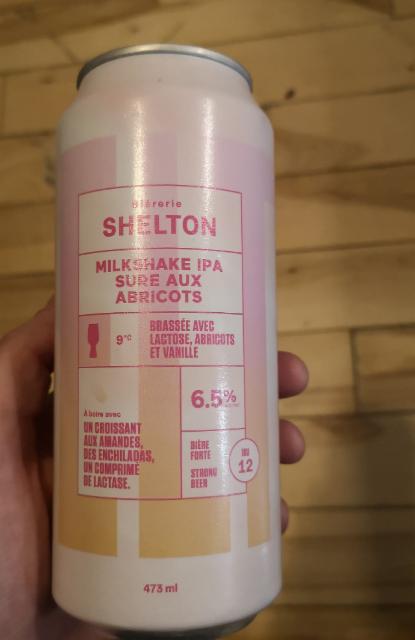 Bièrerie
SHELTON
MILKSHAKE IPA
SURE AUX
ABRICOTS
9°C
BRASSÉE AVEC
LACTOSE, ABRICOTS
ET VANILLE
À boire avec
UN CROISSANT
AUX AMANDES,
DES ENCHILADAS,
UN COMPRIMÉ
DE LACTASE.
6.5%
BIÈRE
FORTE
STRONG
BEER
IBU
12
473 ml